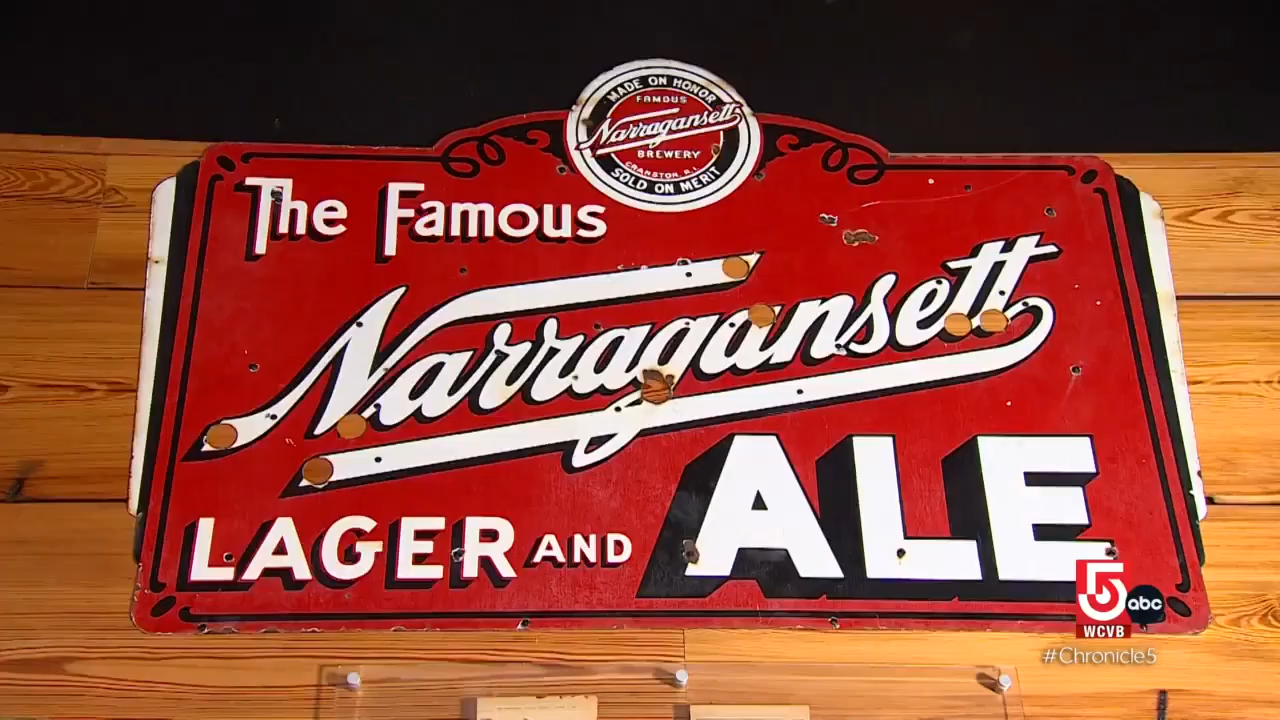 MADE ON HONOR
FAMOUS
Narragansett
BREWERY
CRANSTON, R.I.
SOLD ON MERIT
The Famous
Narragansett
LAGER AND ALE
5
abc
WCVB
#Chronicle5